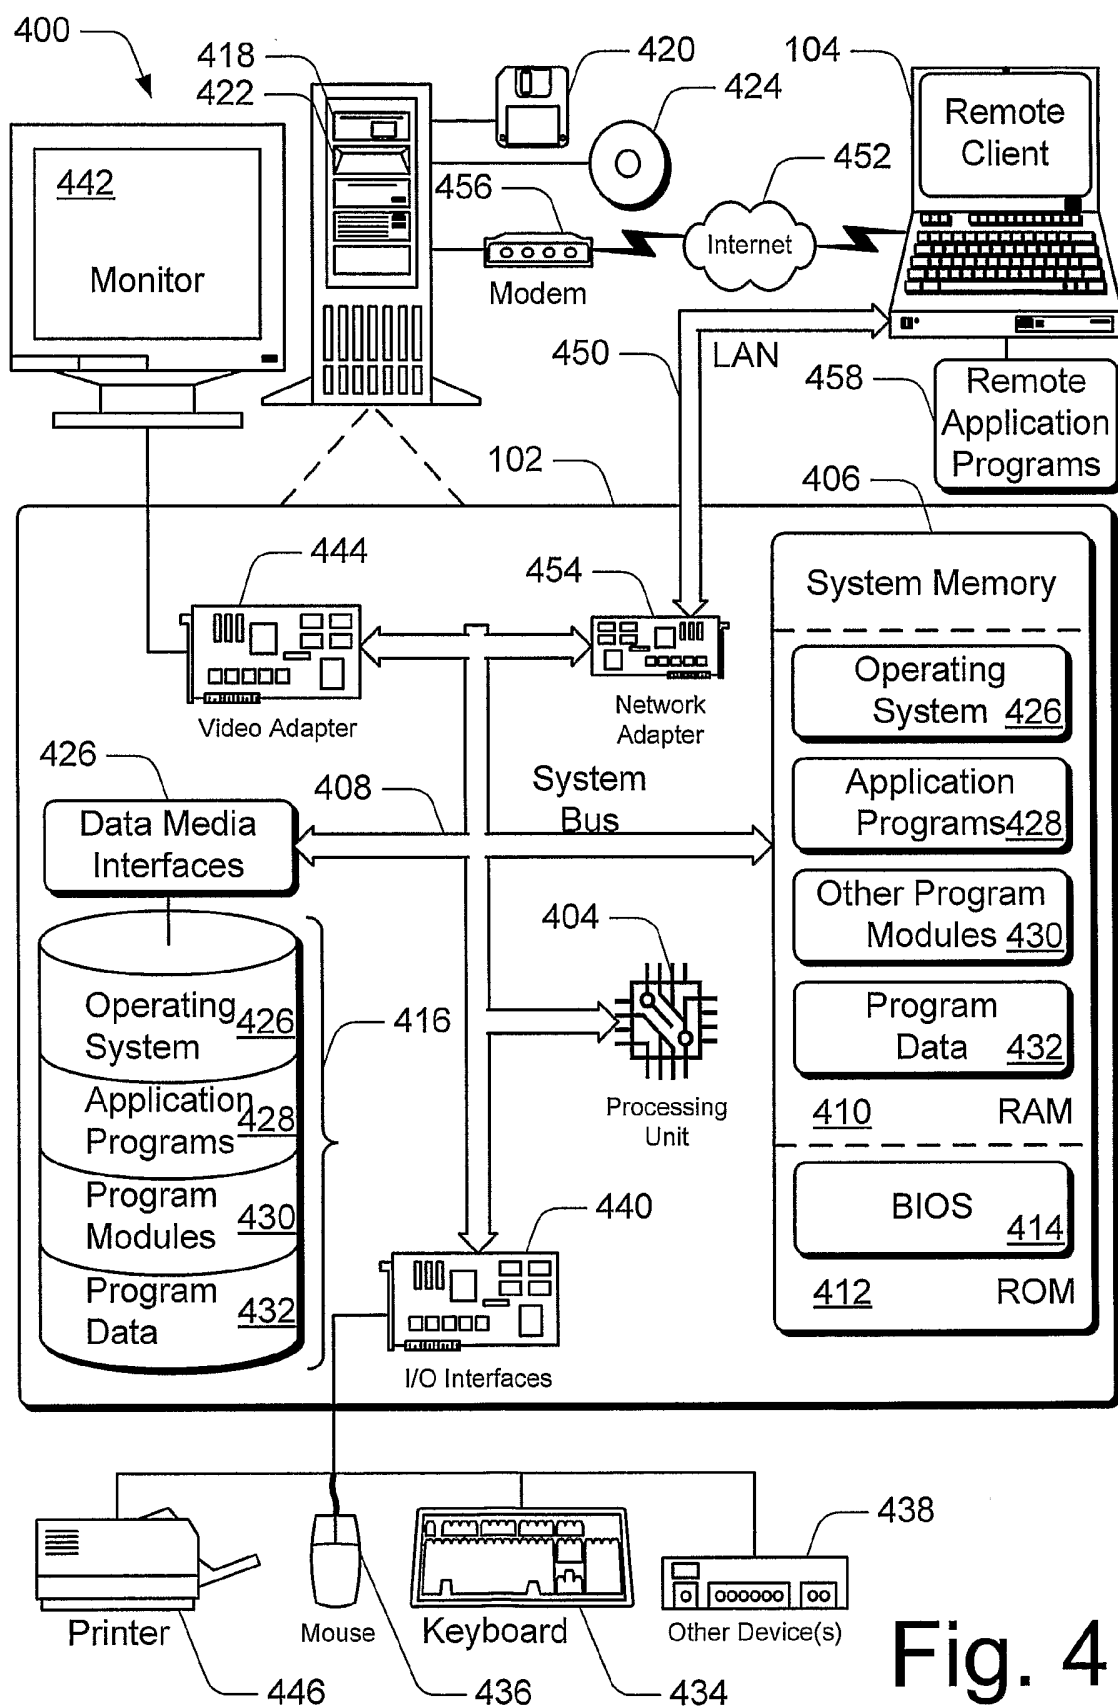 400
418
422
420
424
104
Remote
Client
442
Monitor
456
452
Internet
Modem
450
LAN
458
Remote
Application
Programs
102
406
444
454
System Memory
Operating
System 426
Video Adapter
Network
Adapter
426
408
System
Bus
Application
Programs 428
Data Media
Interfaces
Other Program
Modules 430
404
Operating
System 426
416
Program
Data 432
Application
Programs 428
Processing
Unit
410 RAM
Program
Modules 430
440
BIOS
414
Program
Data 432
412 ROM
I/O Interfaces
438
Printer
Mouse
Keyboard
Other Device(s)
446
436
434
Fig. 4